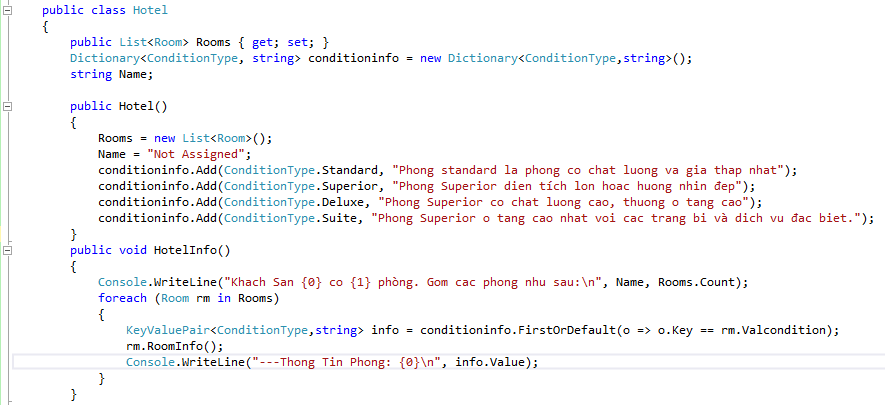 public class Hotel
{
public List<Room> Rooms { get; set; }
Dictionary<ConditionType, string> conditioninfo = new Dictionary<ConditionType,string>();
string Name;
public Hotel()
{
Rooms = new List<Room>();
Name = "Not Assigned";
conditioninfo.Add(ConditionType.Standard, "Phong standard la phong co chat luong va gia thap nhat");
conditioninfo.Add(ConditionType.Superior, "Phong Superior dien tích lon hoac huong nhin đep");
conditioninfo.Add(ConditionType.Deluxe, "Phong Superior co chat luong cao, thuong o tang cao");
conditioninfo.Add(ConditionType.Suite, "Phong Superior o tang cao nhat voi cac trang bi và dich vu đac biet.");
}
public void HotelInfo()
{
Console.WriteLine("Khach San {0} co {1} phòng. Gom cac phong nhu sau:\n", Name, Rooms.Count);
foreach (Room rm in Rooms)
{
KeyValuePair<ConditionType,string> info = conditioninfo.FirstOrDefault(o => o.Key == rm.Valcondition);
rm.RoomInfo();
Console.WriteLine("---Thong Tin Phong: {0}\n", info.Value);
}
}